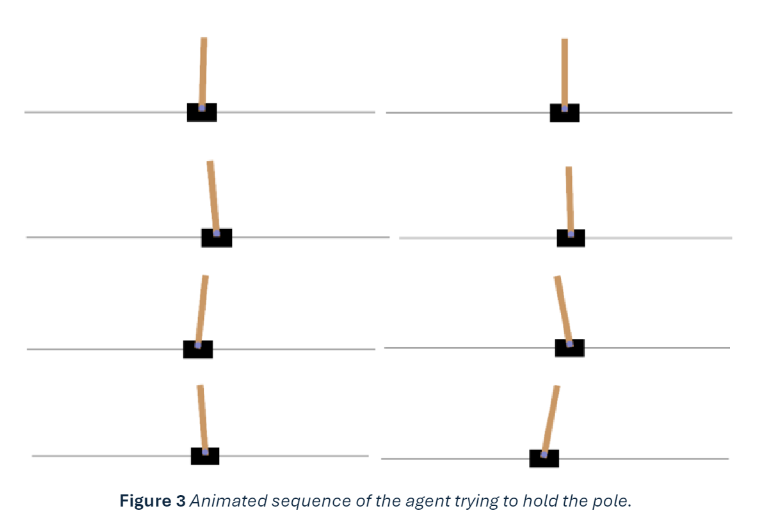 Figure 3 Animated sequence of the agent trying to hold the pole.